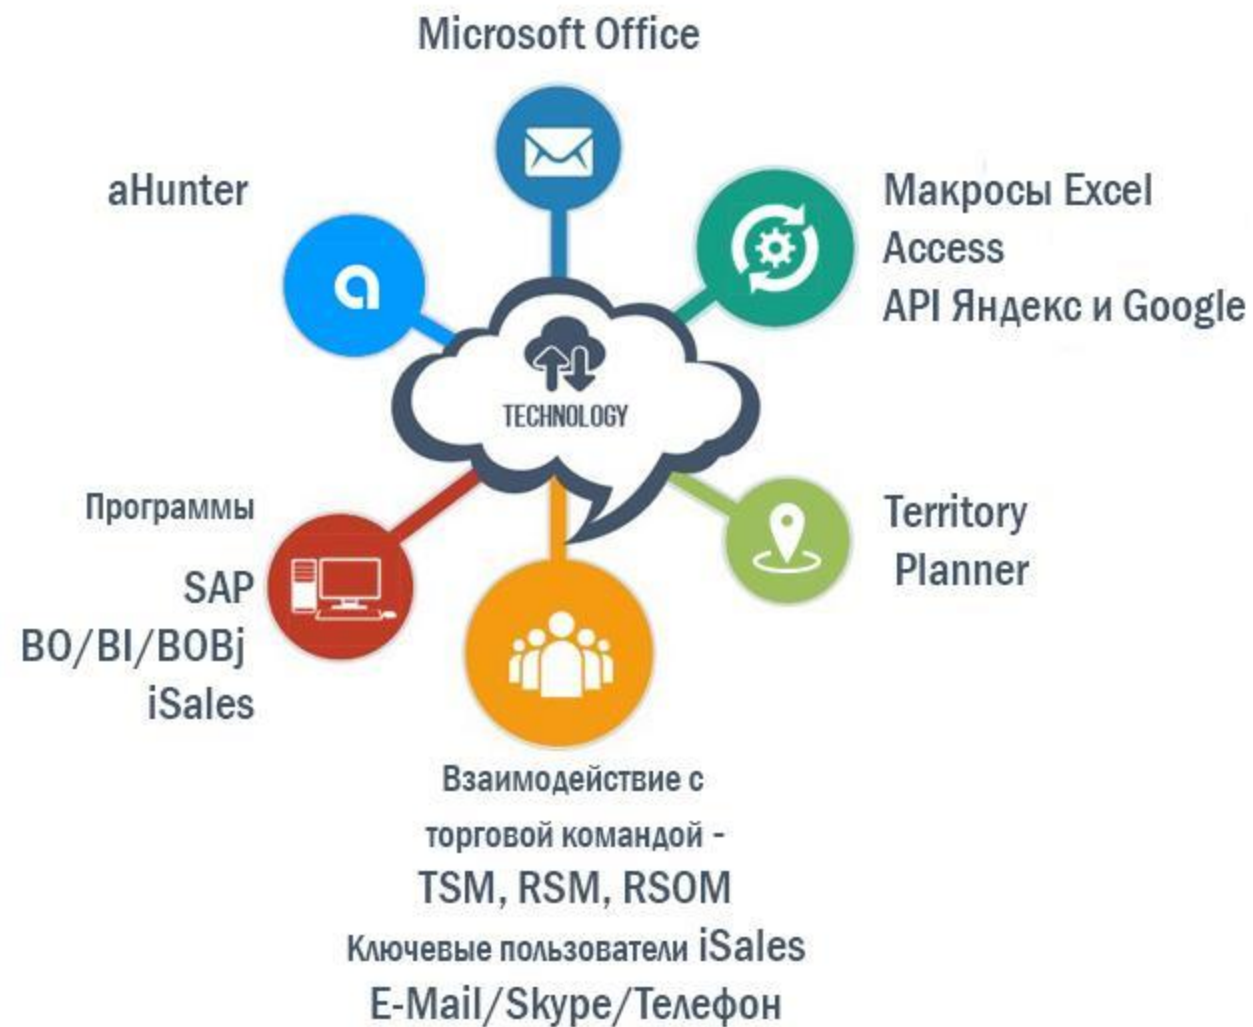 Microsoft Office
aHunter
a
Макросы Excel
Access
API Яндекс и Google
TECHNOLOGY
Программы
SAP
BO/BI/BOBj
iSales
Territory
Planner
Взаимодействие с
торговой командой -
TSM, RSM, RSOM
Ключевые пользователи iSales
E-Mail/Skype/Телефон